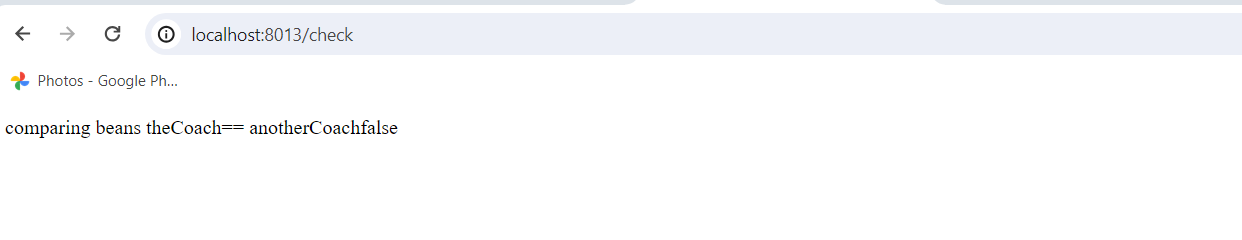 localhost:8013/check
Photos - Google Ph...
comparing beans theCoach== anotherCoachfalse